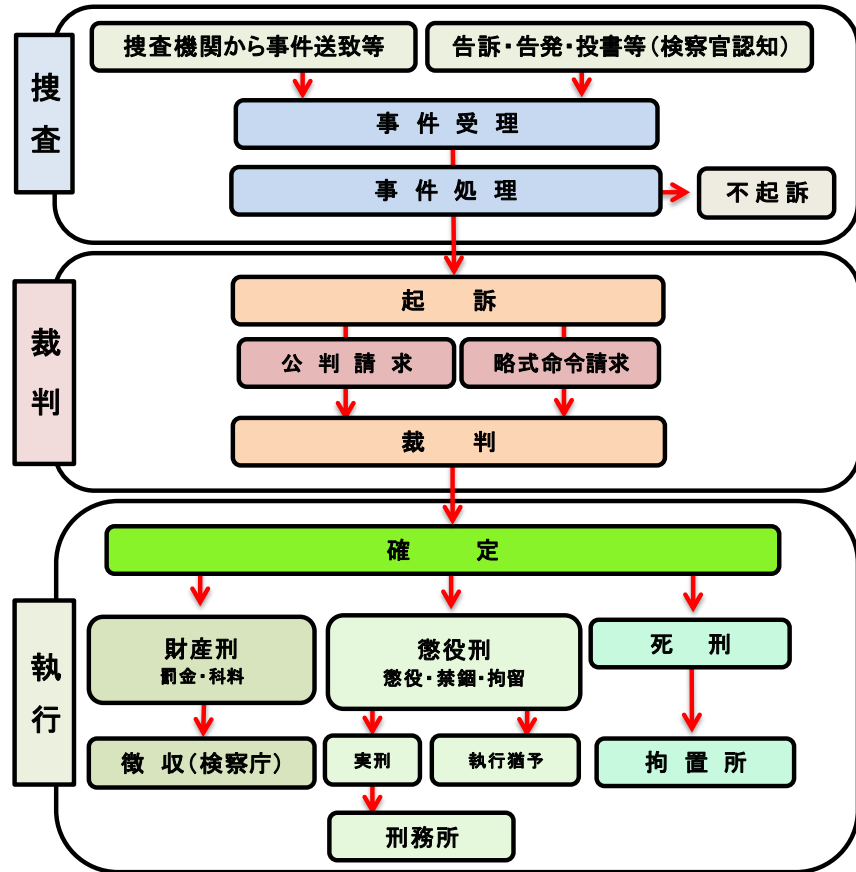 捜査
捜査機関から事件送致等
告訴・告発・投書等（検察官認知）
事件受理
事件処理
不起訴
裁判
起訴
公判請求
略式命令請求
裁判
執行
確定
財産刑
罰金・科料
懲役刑
懲役・禁錮・拘留
死刑
徴収（検察庁）
実刑
執行猶予
拘置所
刑務所